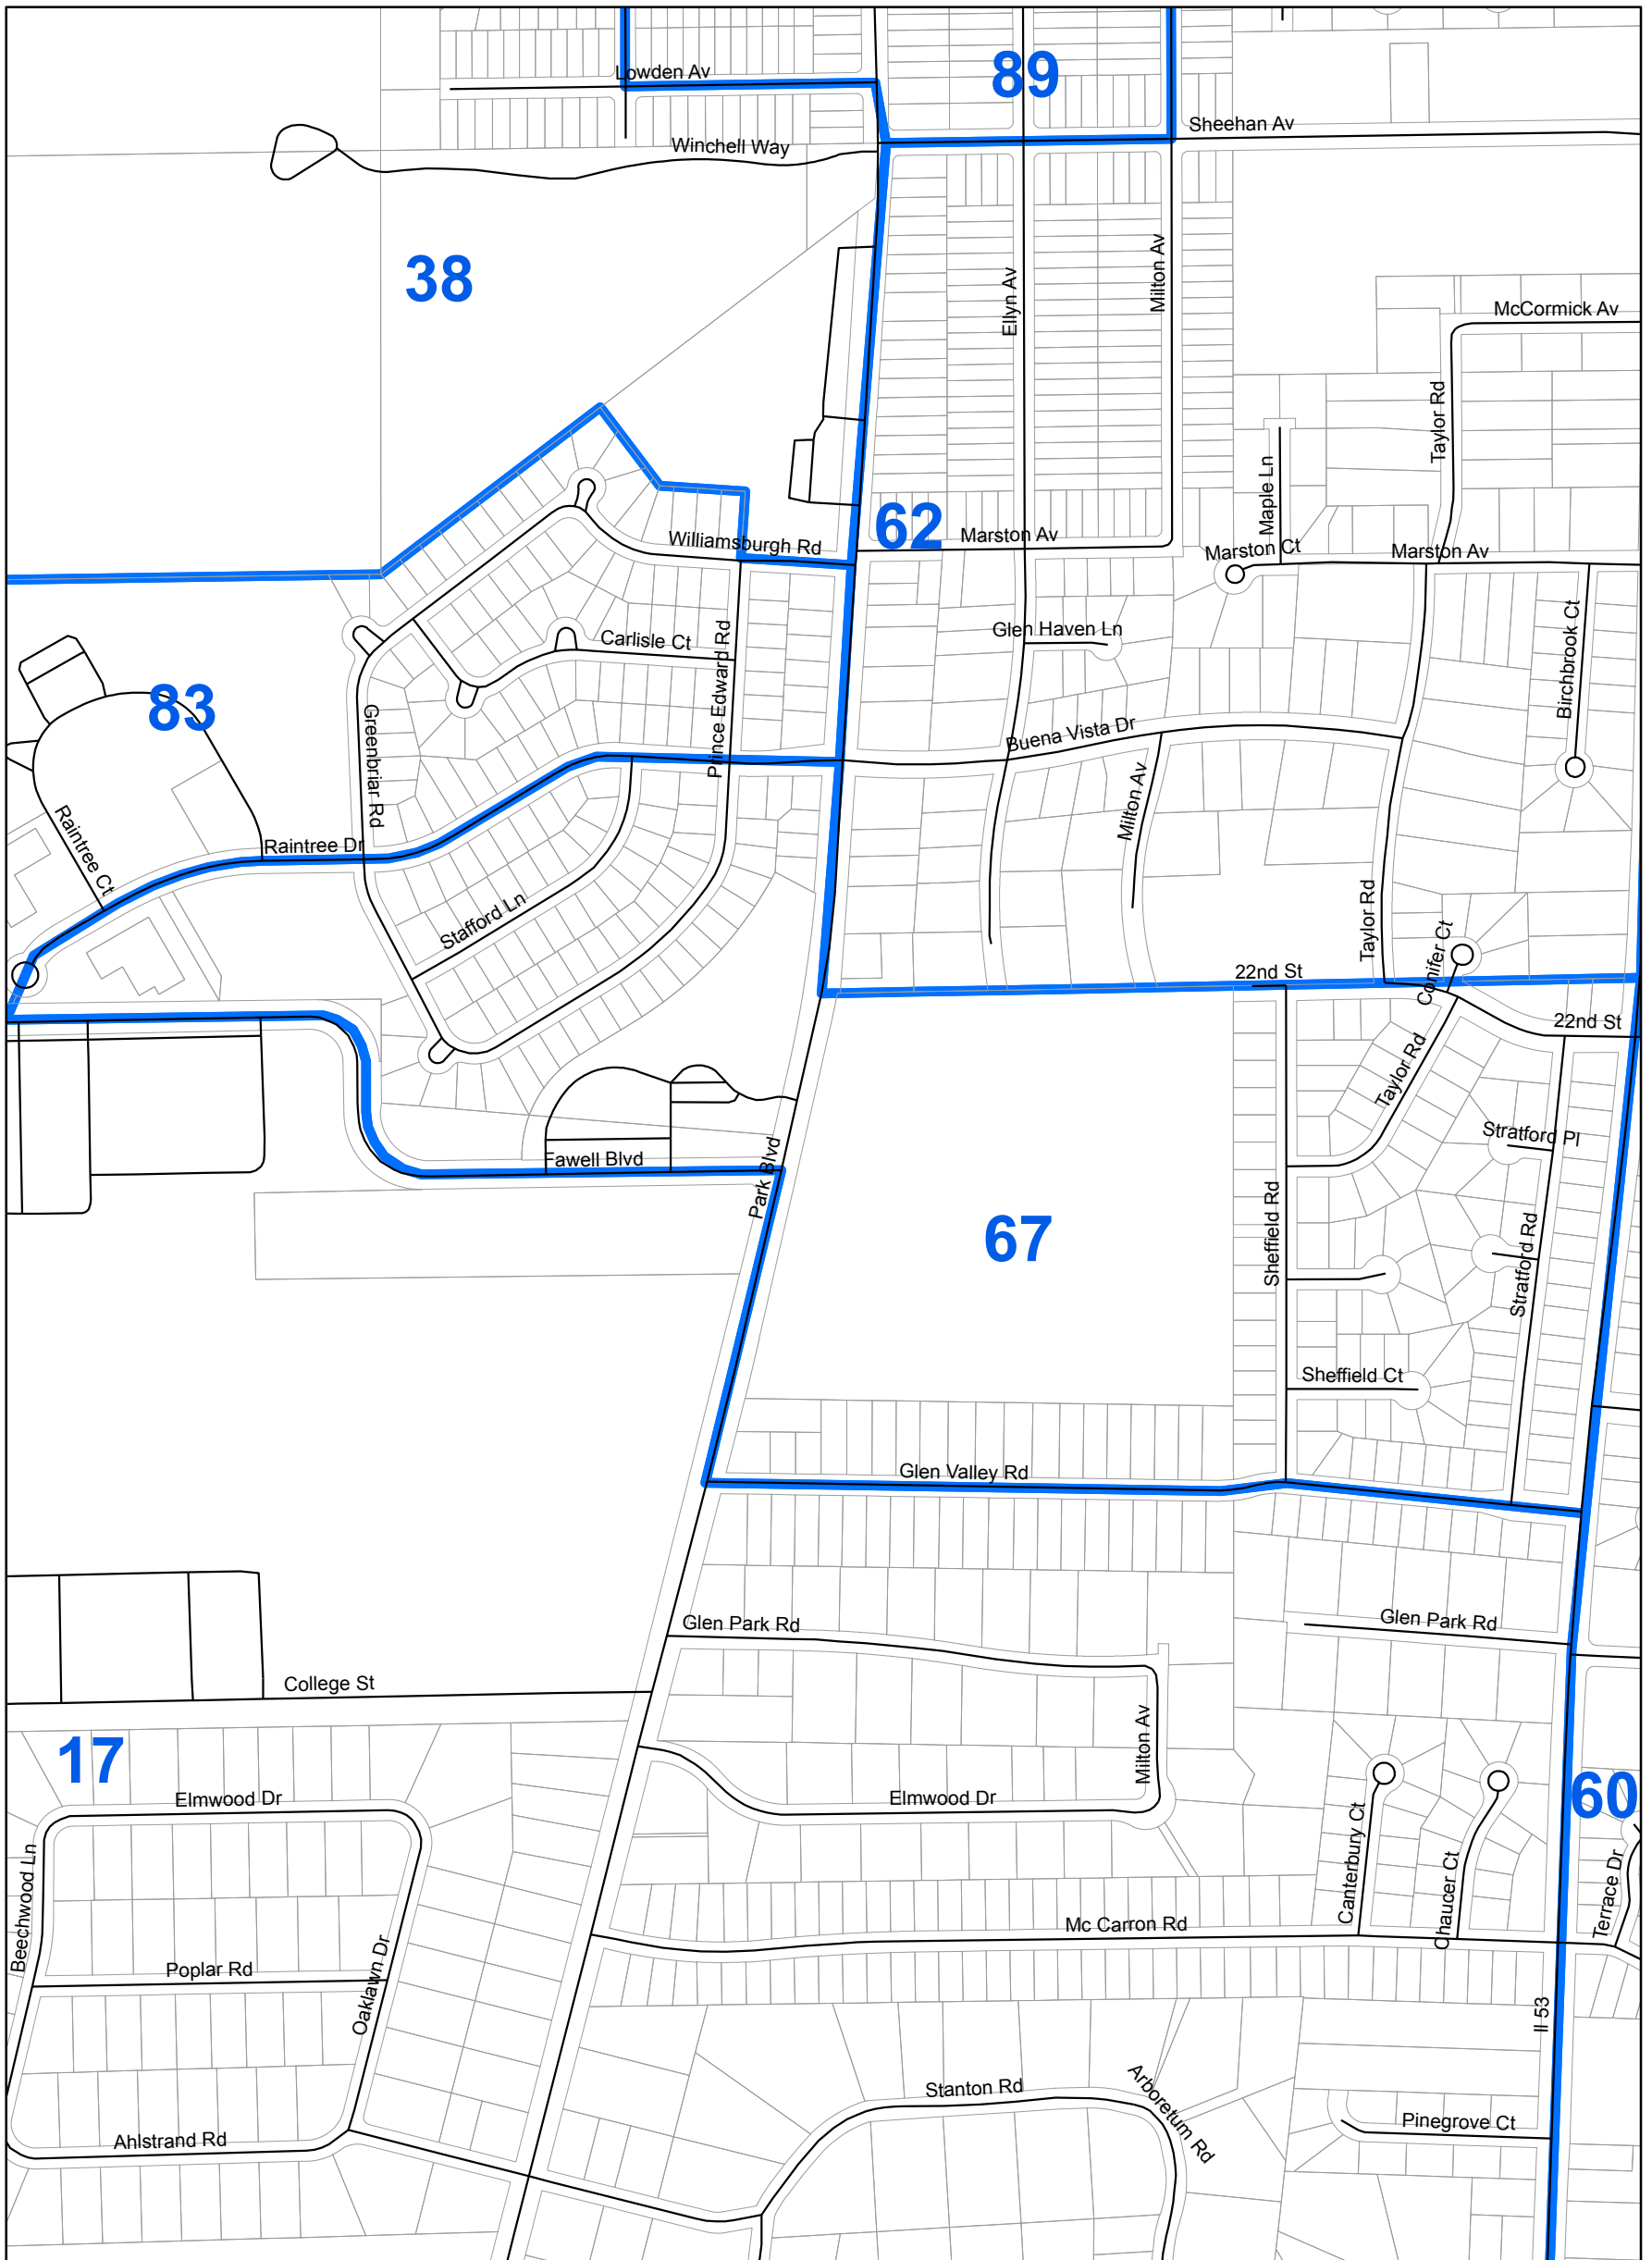 Lowden Av
89
Sheehan Av
Winchell Way
38
Ellyn Av
Milton Av
McCormick Av
Taylor Rd
Maple Ln
62
Marston Av
Williamsburgh Rd
Marston Ct
Marston Av
Birchbrook Ct
Glen Haven Ln
Carlisle Ct
Prince Edward Rd
83
Greenbriar Rd
Buena Vista Dr
Milton Av
Raintree Ct
Raintree Dr
Stafford Ln
Taylor Rd
Conifer Ct
22nd St
22nd St
Taylor Rd
Stratford Pl
Fawell Blvd
Park Blvd
67
Sheffield Rd
Stratford Rd
Sheffield Ct
Glen Valley Rd
Glen Park Rd
Glen Park Rd
College St
17
Milton Av
Elmwood Dr
Elmwood Dr
60
Canterbury Ct
Chaucer Ct
Terrace Dr
Beechwood Ln
Mc Carron Rd
Poplar Rd
Oaklawn Dr
Il 53
Stanton Rd
Arboretum Rd
Pinegrove Ct
Ahlstrand Rd